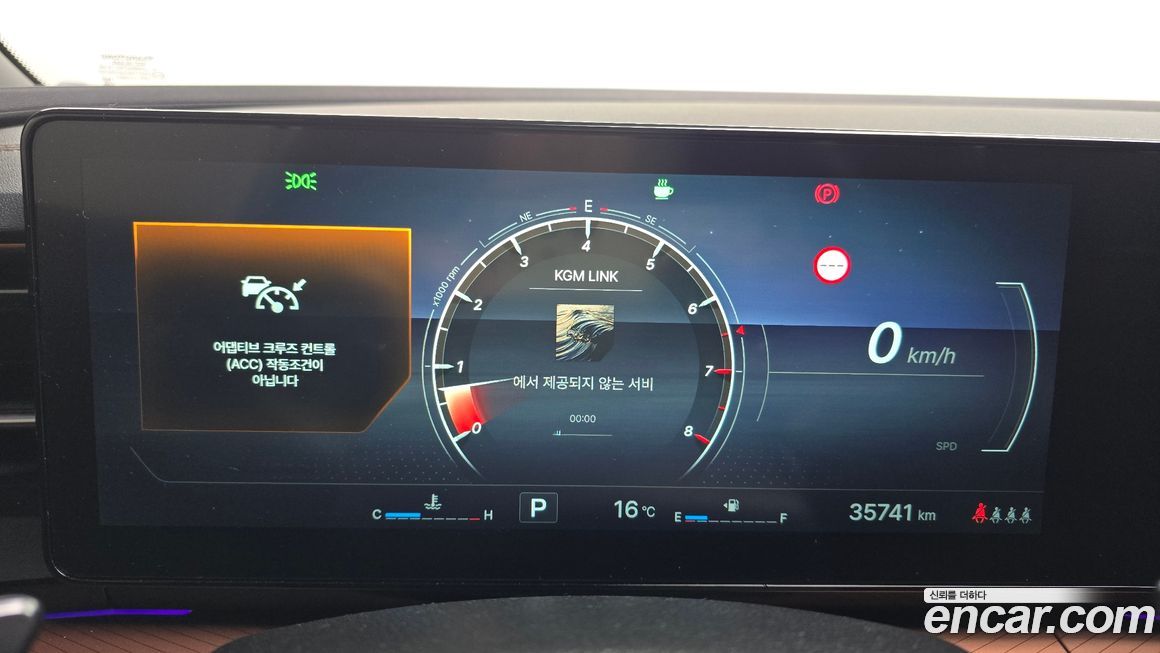 NE
E
SE
x1000 rpm
0
1
2
3
4
5
6
7
8
KGM LINK
어댑티브 크루즈 컨트롤
(ACC) 작동조건이
아닙니다
에서 제공되지 않는 서비
00:00
P
---
0 km/h
SPD
C H
P
16 °C
E F
35741 km
신뢰를 더하다
encar.com